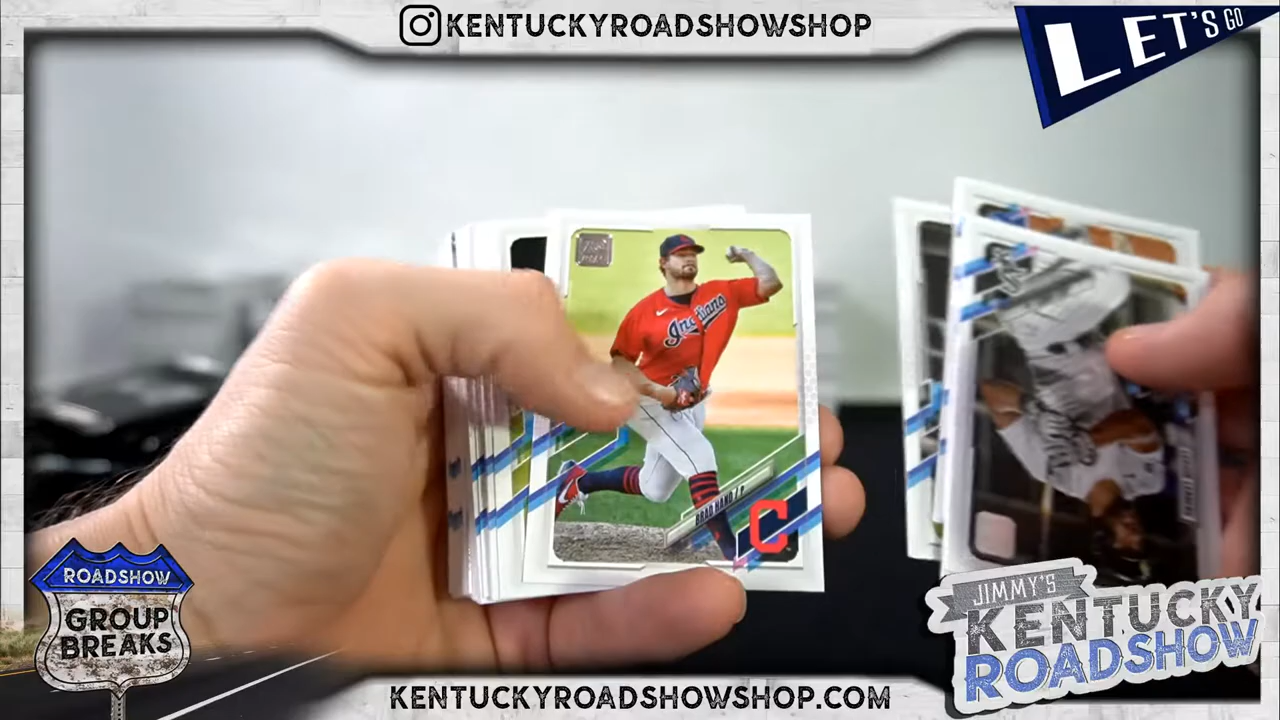 KENTUCKYROADSHOWSHOP
LET'S GO
Indians
BRAD HAND / P
C
ROADSHOW
GROUP
BREAKS
JIMMY'S
KENTUCKY
ROADSHOW
KENTUCKYROADSHOWSHOP.COM